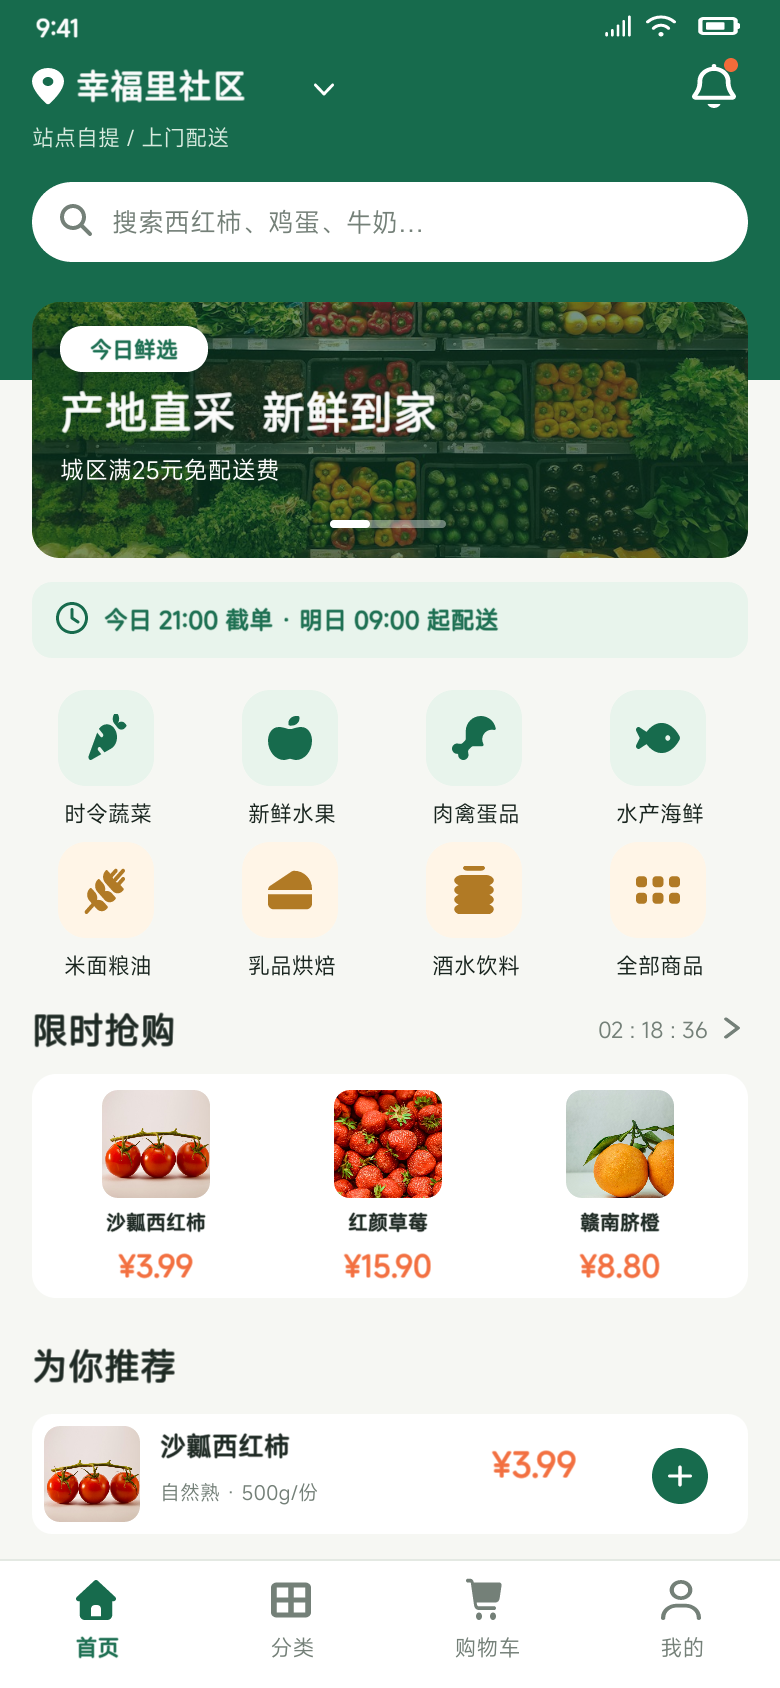 9:41
幸福里社区
站点自提 / 上门配送
搜索西红柿、鸡蛋、牛奶...
今日鲜选
产地直采 新鲜到家
城区满25元免配送费
今日 21:00 截单 · 明日 09:00 起配送
时令蔬菜 新鲜水果 肉禽蛋品 水产海鲜
米面粮油 乳品烘焙 酒水饮料 全部商品
限时抢购 02 : 18 : 36
沙瓤西红柿 红颜草莓 赣南脐橙
¥3.99 ¥15.90 ¥8.80
为你推荐
沙瓤西红柿 ¥3.99
自然熟 · 500g/份
首页 分类 购物车 我的